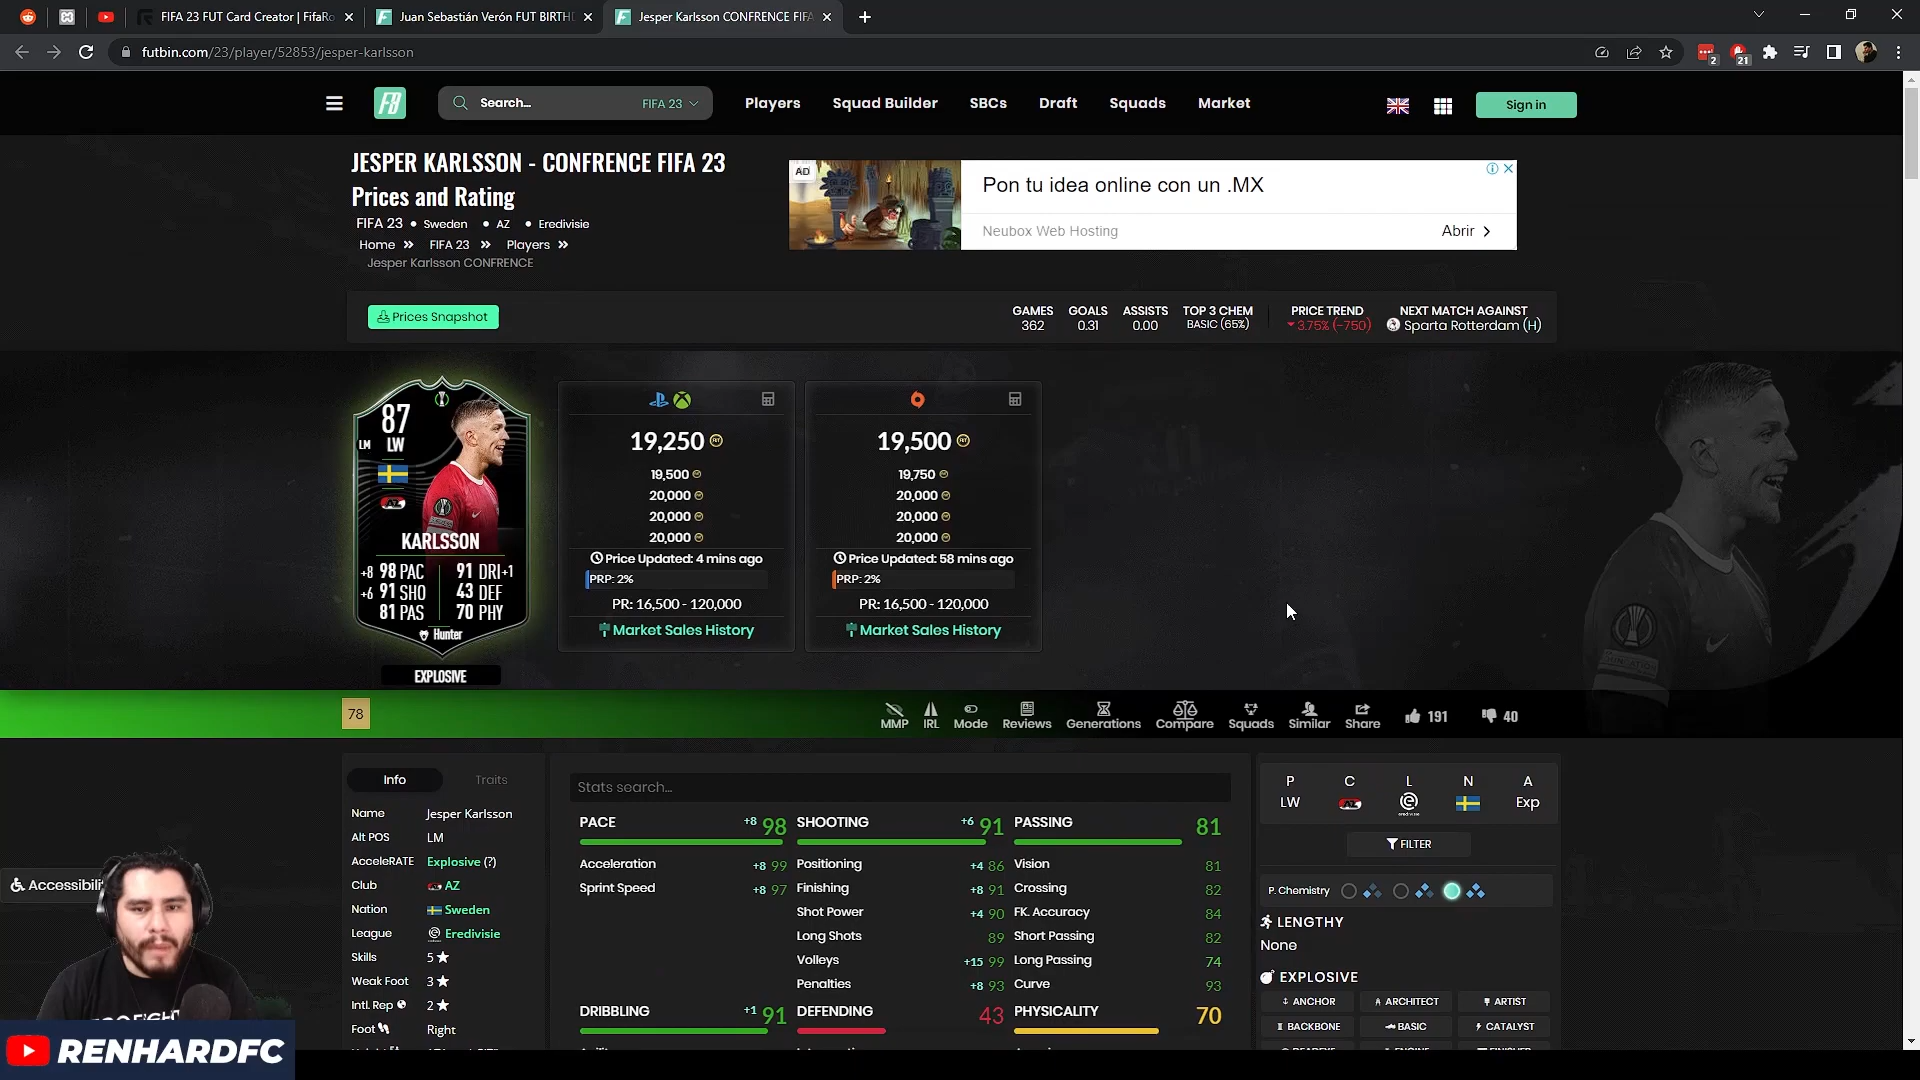 FIFA 23 FUT Card Creator | FifaRo
Juan Sebastián Verón FUT BIRTH
Jesper Karlsson CONFRENCE FIFA
futbin.com/23/player/52853/jesper-karlsson
2
21
FB
Search...
FIFA 23
Players
Squad Builder
SBCs
Draft
Squads
Market
Sign in
JESPER KARLSSON - CONFRENCE FIFA 23
Prices and Rating
FIFA 23 • Sweden • AZ • Eredivisie
Home » FIFA 23 » Players »
Jesper Karlsson CONFRENCE
AD
Pon tu idea online con un .MX
Neubox Web Hosting
Abrir
Prices Snapshot
GAMES
362
GOALS
0.31
ASSISTS
0.00
TOP 3 CHEM
BASIC (65%)
PRICE TREND
3.75% (-750)
NEXT MATCH AGAINST
Sparta Rotterdam (H)
87
LM LW
AZ
KARLSSON
+8 98 PAC 91 DRI +1
+6 91 SHO 43 DEF
81 PAS 70 PHY
Hunter
EXPLOSIVE
19,250
19,500
20,000
20,000
20,000
Price Updated: 4 mins ago
PRP: 2%
PR: 16,500 - 120,000
Market Sales History
19,500
19,750
20,000
20,000
20,000
Price Updated: 58 mins ago
PRP: 2%
PR: 16,500 - 120,000
Market Sales History
78
MMP
IRL
Mode
Reviews
Generations
Compare
Squads
Similar
Share
191
40
Info
Traits
Name Jesper Karlsson
Alt POS LM
AcceleRATE Explosive (?)
Club AZ
Nation Sweden
League Eredivisie
Skills 5
Weak Foot 3
Intl. Rep 2
Foot Right
Stats search...
PACE +8 98
Acceleration +8 99
Sprint Speed +8 97
SHOOTING +6 91
Positioning +4 86
Finishing +8 91
Shot Power +4 90
Long Shots 89
Volleys +15 99
Penalties +8 93
PASSING 81
Vision 81
Crossing 82
FK. Accuracy 84
Short Passing 82
Long Passing 74
Curve 93
DRIBBLING +1 91
DEFENDING 43
PHYSICALITY 70
P C L N A
LW
Exp
FILTER
P. Chemistry
LENGTHY
None
EXPLOSIVE
ANCHOR
ARCHITECT
ARTIST
BACKBONE
BASIC
CATALYST
Accessibili
RENHARDFC